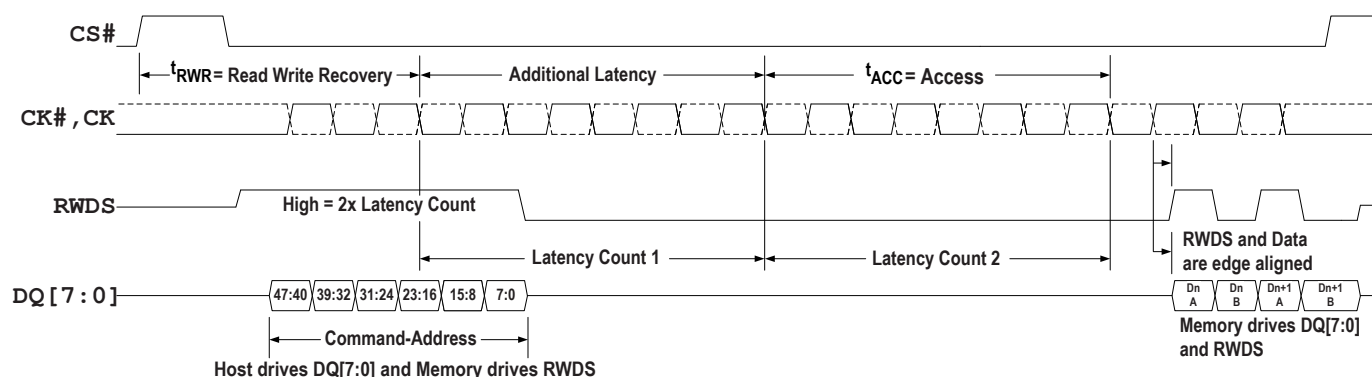 CS#
tRWR= Read Write Recovery
Additional Latency
tACC= Access
CK#,CK
RWDS
High = 2x Latency Count
Latency Count 1
Latency Count 2
RWDS and Data
are edge aligned
DQ[7:0]
47:40 39:32 31:24 23:16 15:8 7:0
Dn
A
Dn
B
Dn+1
A
Dn+1
B
Command-Address
Memory drives DQ[7:0]
and RWDS
Host drives DQ[7:0] and Memory drives RWDS